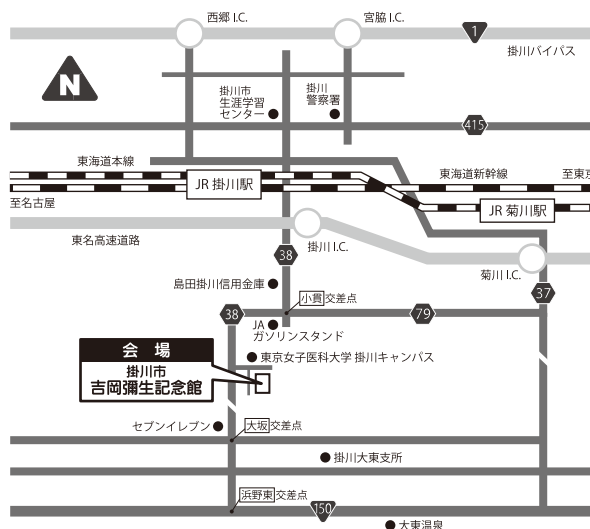 西郷 I.C.
宮脇 I.C.
1
掛川バイパス
N
掛川市
生涯学習
センター
掛川
警察署
415
東海道本線
東海道新幹線
至東京
JR 掛川駅
至名古屋
JR 菊川駅
東名高速道路
掛川 I.C.
38
菊川 I.C.
島田掛川信用金庫
37
小貫交差点
38
79
JA
ガソリンスタンド
会 場
東京女子医科大学 掛川キャンパス
掛川市
吉岡彌生記念館
セブンイレブン
大坂交差点
掛川大東支所
浜野東交差点
150
大東温泉